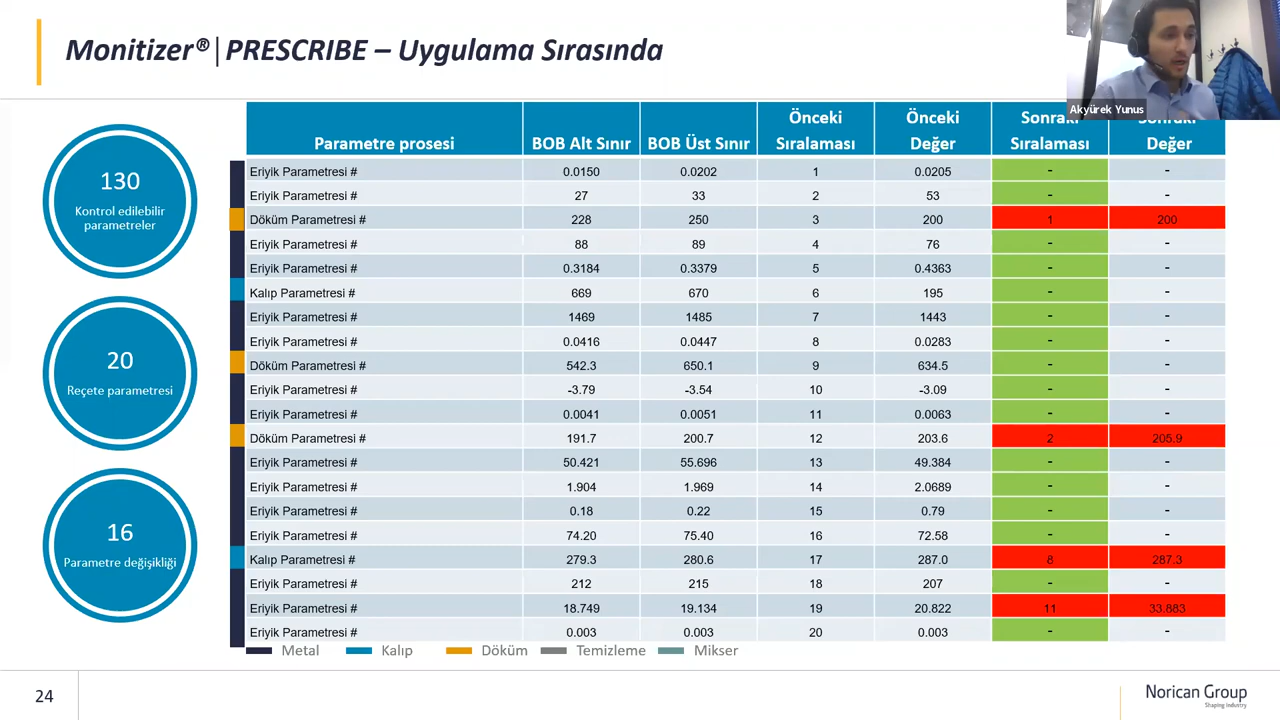 Monitizer®|PRESCRIBE – Uygulama Sırasında
Akyürek Yunus
130
Kontrol edilebilir
parametreler
20
Reçete parametresi
16
Parametre değişikliği
Parametre prosesi BOB Alt Sınır BOB Üst Sınır Önceki Sıralaması Önceki Değer Sonraki Sıralaması Sonraki Değer
Eriyik Parametresi # 0.0150 0.0202 1 0.0205 - -
Eriyik Parametresi # 27 33 2 53 - -
Döküm Parametresi # 228 250 3 200 1 200
Eriyik Parametresi # 88 89 4 76 - -
Eriyik Parametresi # 0.3184 0.3379 5 0.4363 - -
Kalıp Parametresi # 669 670 6 195 - -
Eriyik Parametresi # 1469 1485 7 1443 - -
Eriyik Parametresi # 0.0416 0.0447 8 0.0283 - -
Döküm Parametresi # 542.3 650.1 9 634.5 - -
Eriyik Parametresi # -3.79 -3.54 10 -3.09 - -
Eriyik Parametresi # 0.0041 0.0051 11 0.0063 - -
Döküm Parametresi # 191.7 200.7 12 203.6 2 205.9
Eriyik Parametresi # 50.421 55.696 13 49.384 - -
Eriyik Parametresi # 1.904 1.969 14 2.0689 - -
Eriyik Parametresi # 0.18 0.22 15 0.79 - -
Eriyik Parametresi # 74.20 75.40 16 72.58 - -
Kalıp Parametresi # 279.3 280.6 17 287.0 8 287.3
Eriyik Parametresi # 212 215 18 207 - -
Eriyik Parametresi # 18.749 19.134 19 20.822 11 33.883
Eriyik Parametresi # 0.003 0.003 20 0.003 - -
Metal Kalıp Döküm Temizleme Mikser
24
Norican Group
Shaping Industry